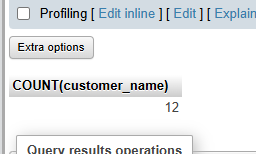 Profiling [ Edit inline ] [ Edit ] [ Explain
Extra options
COUNT(customer_name)
12
Query results operations